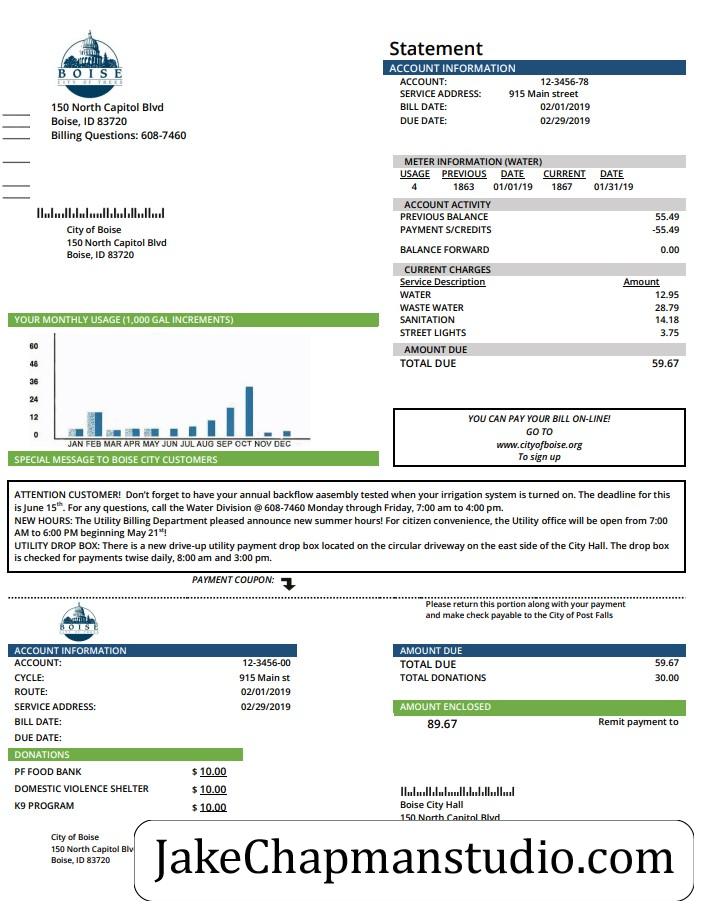 BOISE
CITY OF TREES
150 North Capitol Blvd
Boise, ID 83720
Billing Questions: 608-7460
City of Boise
150 North Capitol Blvd
Boise, ID 83720
Statement
ACCOUNT INFORMATION
ACCOUNT: 12-3456-78
SERVICE ADDRESS: 915 Main street
BILL DATE: 02/01/2019
DUE DATE: 02/29/2019
METER INFORMATION (WATER)
USAGE PREVIOUS DATE CURRENT DATE
4 1863 01/01/19 1867 01/31/19
ACCOUNT ACTIVITY
PREVIOUS BALANCE 55.49
PAYMENT S/CREDITS -55.49
BALANCE FORWARD 0.00
CURRENT CHARGES
Service Description Amount
WATER 12.95
WASTE WATER 28.79
SANITATION 14.18
STREET LIGHTS 3.75
AMOUNT DUE
TOTAL DUE 59.67
YOUR MONTHLY USAGE (1,000 GAL INCREMENTS)
60
46
36
24
12
0
JAN FEB MAR APR MAY JUN JUL AUG SEP OCT NOV DEC
YOU CAN PAY YOUR BILL ON-LINE!
GO TO
www.cityofboise.org
To sign up
SPECIAL MESSAGE TO BOISE CITY CUSTOMERS
ATTENTION CUSTOMER! Don't forget to have your annual backflow aasembly tested when your irrigation system is turned on. The deadline for this
is June 15th. For any questions, call the Water Division @ 608-7460 Monday through Friday, 7:00 am to 4:00 pm.
NEW HOURS: The Utility Billing Department pleased announce new summer hours! For citizen convenience, the Utility office will be open from 7:00
AM to 6:00 PM beginning May 21st!
UTILITY DROP BOX: There is a new drive-up utility payment drop box located on the circular driveway on the east side of the City Hall. The drop box
is checked for payments twise daily, 8:00 am and 3:00 pm.
PAYMENT COUPON:
BOISE
Please return this portion along with your payment
and make check payable to the City of Post Falls
ACCOUNT INFORMATION
ACCOUNT: 12-3456-00
CYCLE: 915 Main st
ROUTE: 02/01/2019
SERVICE ADDRESS: 02/29/2019
BILL DATE:
DUE DATE:
DONATIONS
PF FOOD BANK $ 10.00
DOMESTIC VIOLENCE SHELTER $ 10.00
K9 PROGRAM $ 10.00
AMOUNT DUE
TOTAL DUE 59.67
TOTAL DONATIONS 30.00
AMOUNT ENCLOSED
89.67 Remit payment to
Boise City Hall
150 North Capitol Blvd
City of Boise
150 North Capitol Blv
Boise, ID 83720
JakeChapmanstudio.com